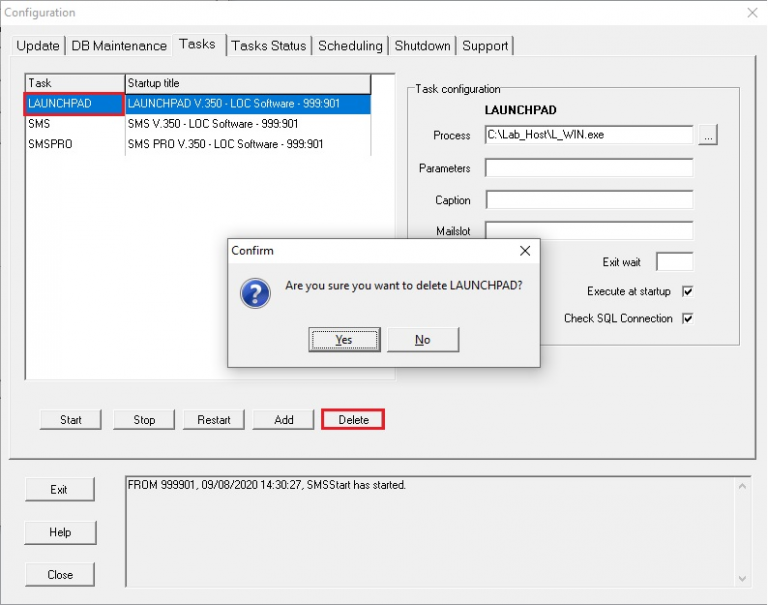 Configuration
Update DB Maintenance Tasks Tasks Status Scheduling Shutdown Support
Task Startup title
LAUNCHPAD LAUNCHPAD V.350 - LOC Software - 999:901
SMS SMS V.350 - LOC Software - 999:901
SMSPRO SMS PRO V.350 - LOC Software - 999:901
Task configuration
LAUNCHPAD
Process C:\Lab_Host\L_WIN.exe ...
Parameters
Caption
Mailslot
Exit wait
Execute at startup
Check SQL Connection
Confirm
Are you sure you want to delete LAUNCHPAD?
Yes No
Start Stop Restart Add Delete
Exit
Help
Close
FROM 999901, 09/08/2020 14:30:27, SMSStart has started.